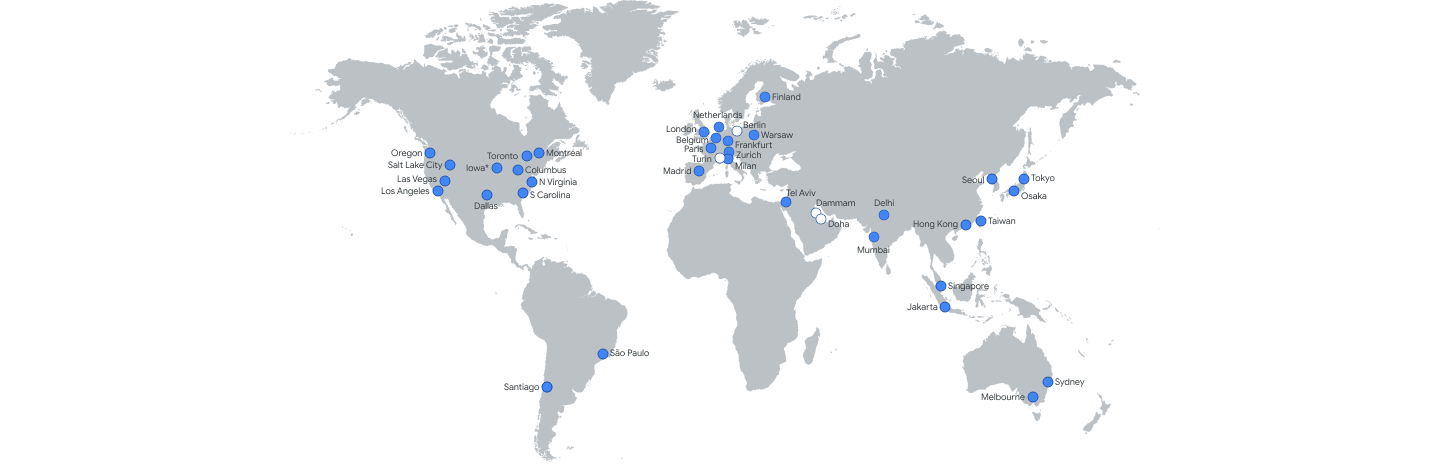 Finland
Netherlands
Berlin
London
Warsaw
Belgium
Frankfurt
Paris
Zurich
Turin
Milan
Madrid
Oregon
Toronto
Montréal
Salt Lake City
Iowa*
Columbus
Las Vegas
N Virginia
Los Angeles
S Carolina
Dallas
Tel Aviv
Dammam
Doha
Delhi
Mumbai
Seoul
Tokyo
Osaka
Hong Kong
Taiwan
Singapore
Jakarta
São Paulo
Santiago
Sydney
Melbourne